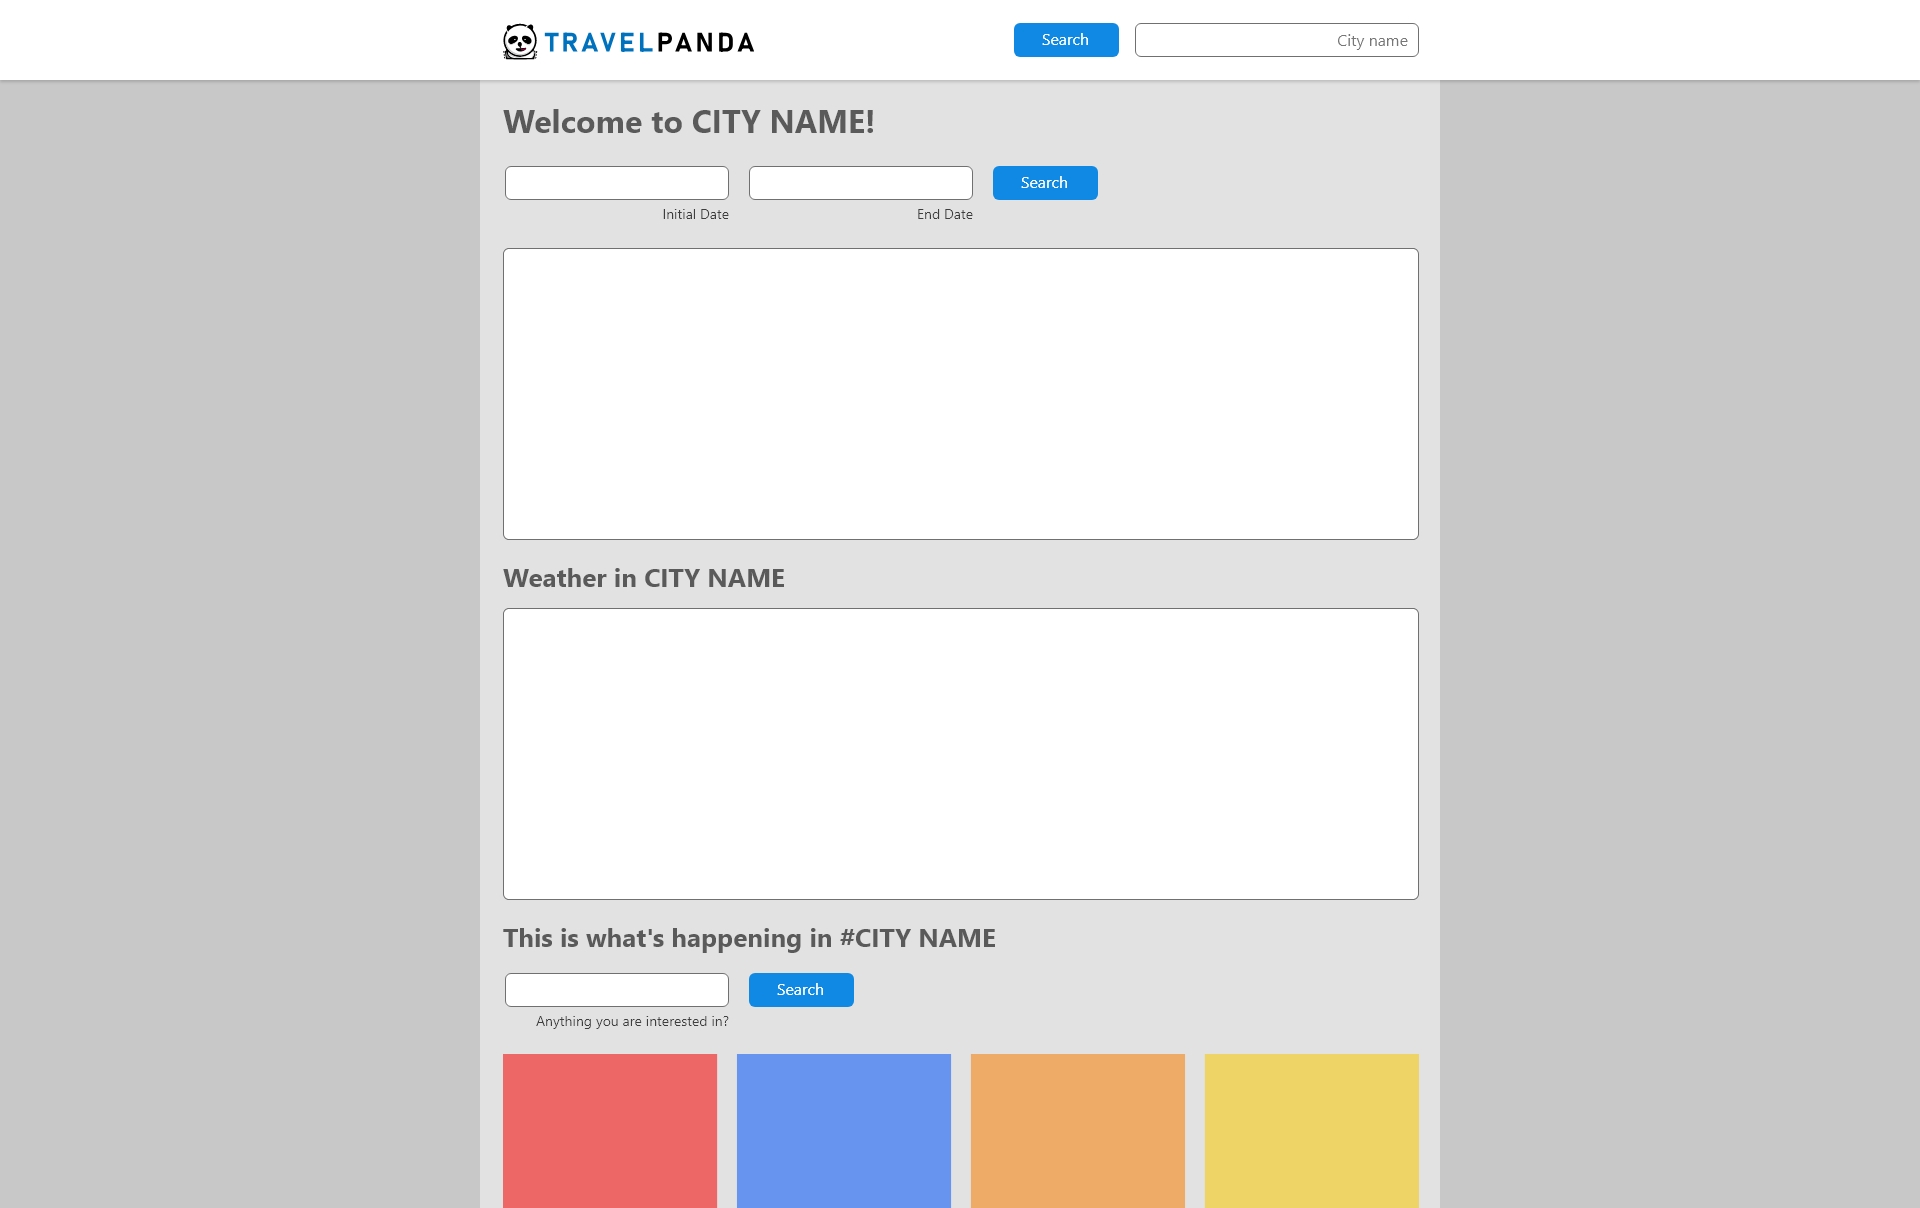 TRAVELPANDA
Search
City name
Welcome to CITY NAME!
Search
Initial Date
End Date
Weather in CITY NAME
This is what's happening in #CITY NAME
Search
Anything you are interested in?